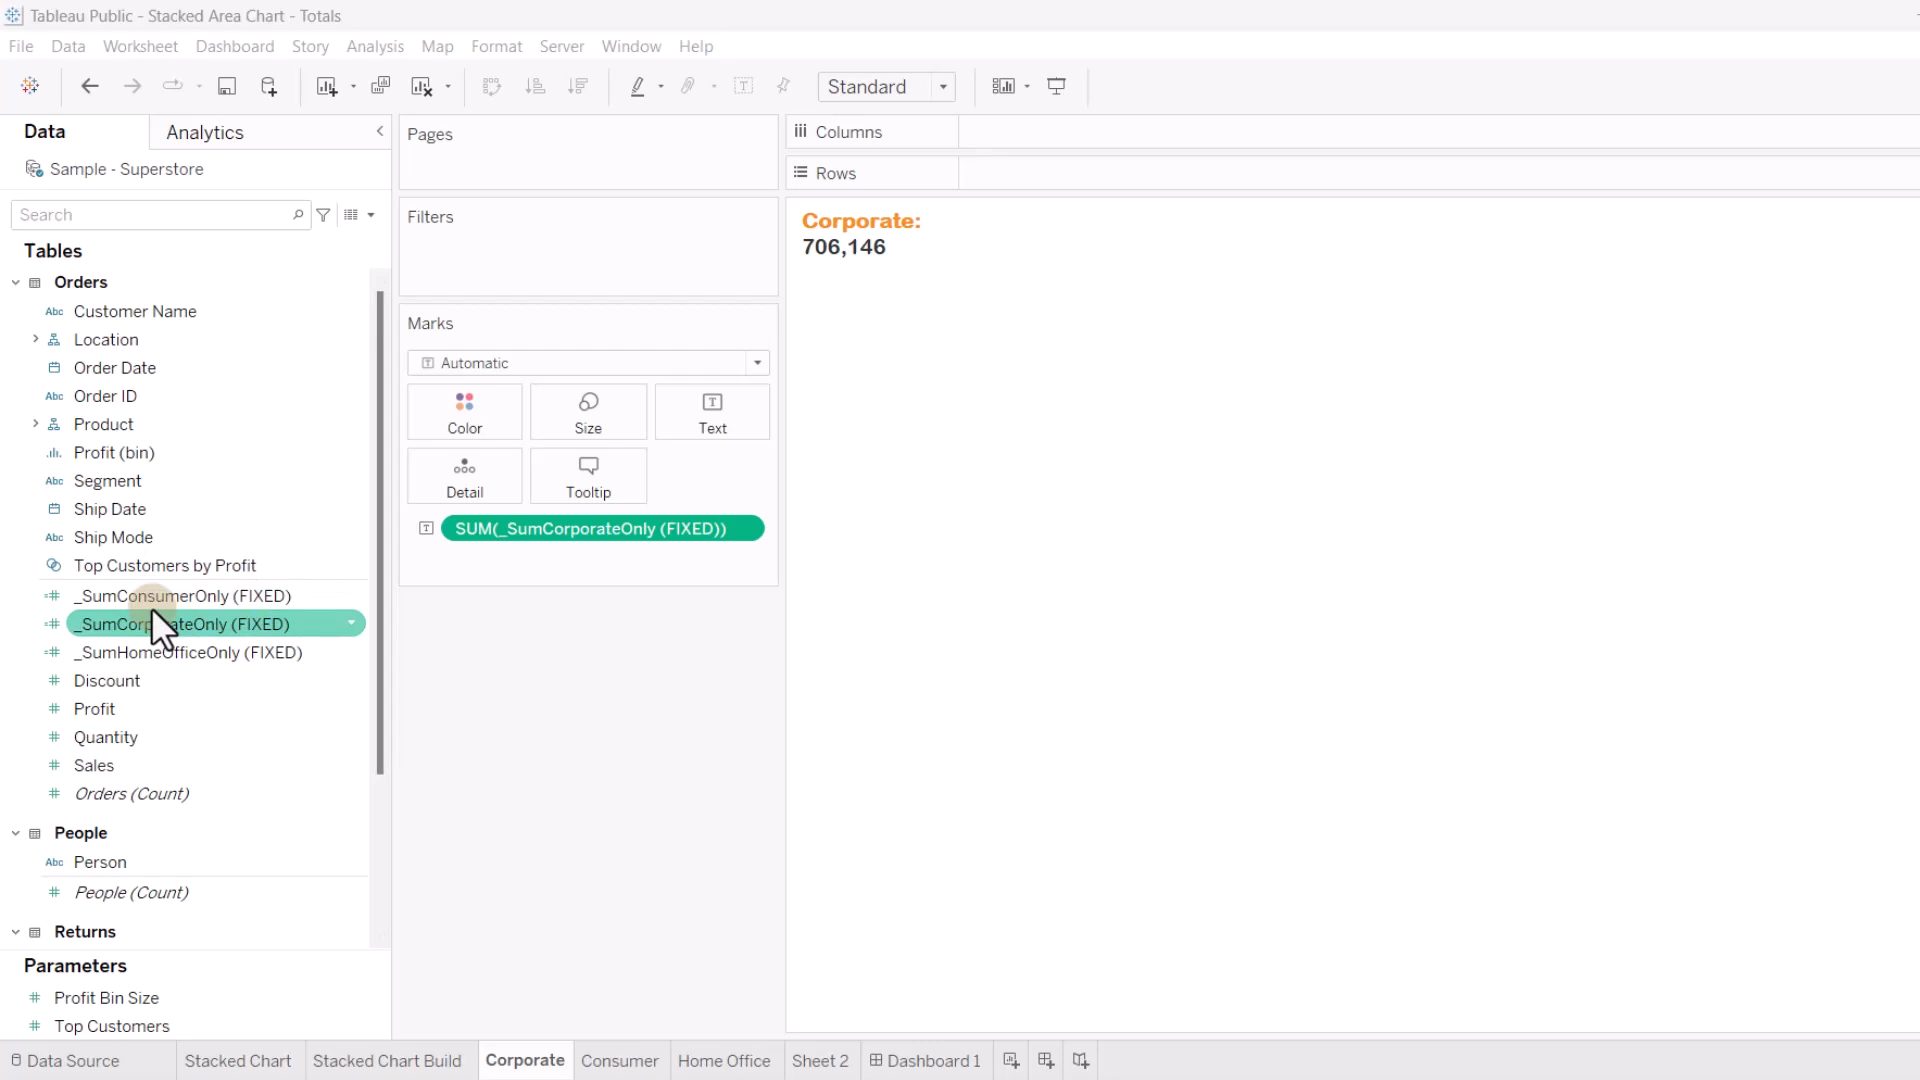 Tableau Public - Stacked Area Chart - Totals
File Data Worksheet Dashboard Story Analysis Map Format Server Window Help
Standard
Data
Analytics
Sample - Superstore
Search
Tables
Orders
Abc Customer Name
Location
Order Date
Abc Order ID
Product
Profit (bin)
Abc Segment
Ship Date
Abc Ship Mode
Top Customers by Profit
_SumConsumerOnly (FIXED)
_SumCorporateOnly (FIXED)
_SumHomeOfficeOnly (FIXED)
Discount
Profit
Quantity
Sales
Orders (Count)
People
Abc Person
People (Count)
Returns
Parameters
Profit Bin Size
Top Customers
Pages
Filters
Marks
Automatic
Color Size Text
Detail Tooltip
SUM(_SumCorporateOnly (FIXED))
Columns
Rows
Corporate:
706,146
Data Source Stacked Chart Stacked Chart Build Corporate Consumer Home Office Sheet 2 Dashboard 1